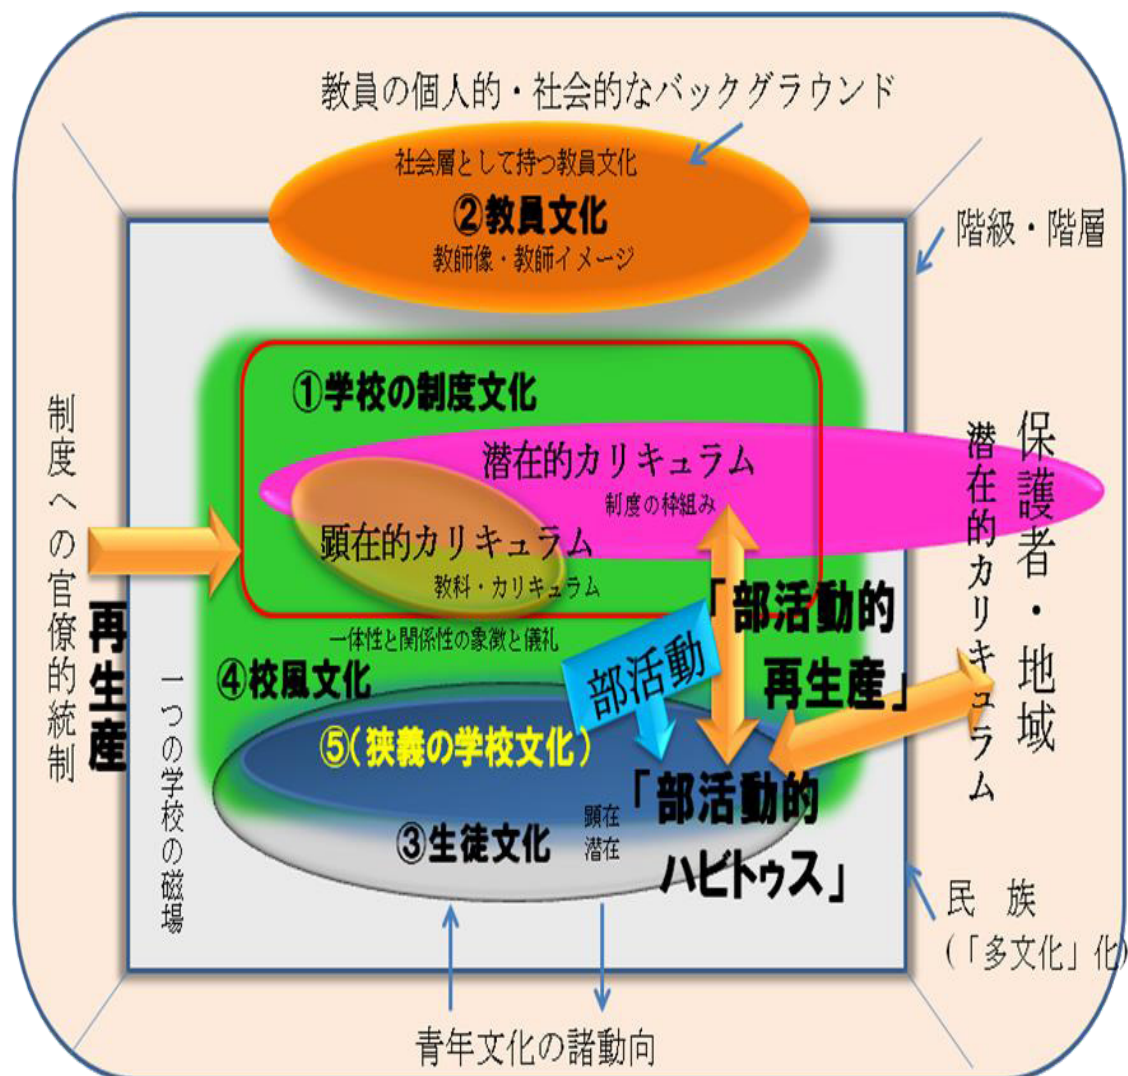 教員の個人的・社会的なバックグラウンド
社会層として持つ教員文化
②教員文化
教師像・教師イメージ
階級・階層
①学校の制度文化
潜在的カリキュラム
制度の枠組み
顕在的カリキュラム
教科・カリキュラム
制度への官僚的統制
再生産
一つの学校の磁場
保護者・地域
潜在的カリキュラム
一体性と関係性の象徴と儀礼
④校風文化
部活動
「部活動的
再生産」
⑤(狭義の学校文化)
「部活動的
ハビトゥス」
顕在
潜在
③生徒文化
民 族
(「多文化」化)
青年文化の諸動向